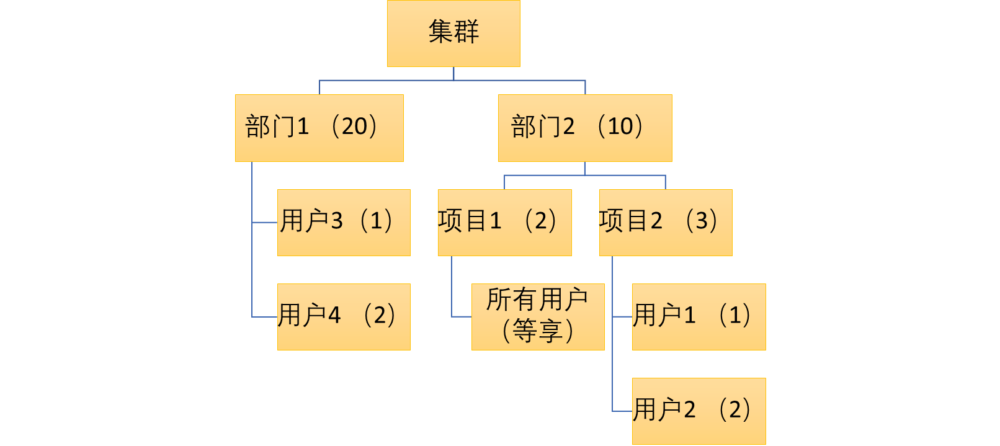 集群
部门1 （20）
部门2 （10）
用户3（1）
项目1 （2）
项目2 （3）
用户4 （2）
所有用户
（等享）
用户1 （1）
用户2 （2）